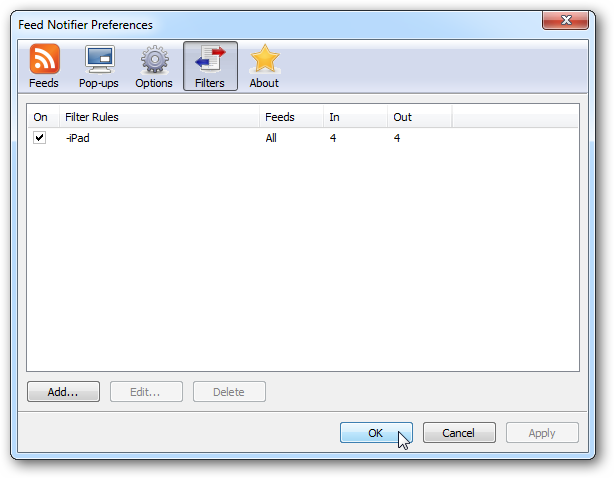 Feed Notifier Preferences
Feeds Pop-ups Options Filters About
On Filter Rules Feeds In Out
-iPad All 4 4
Add... Edit... Delete
OK Cancel Apply